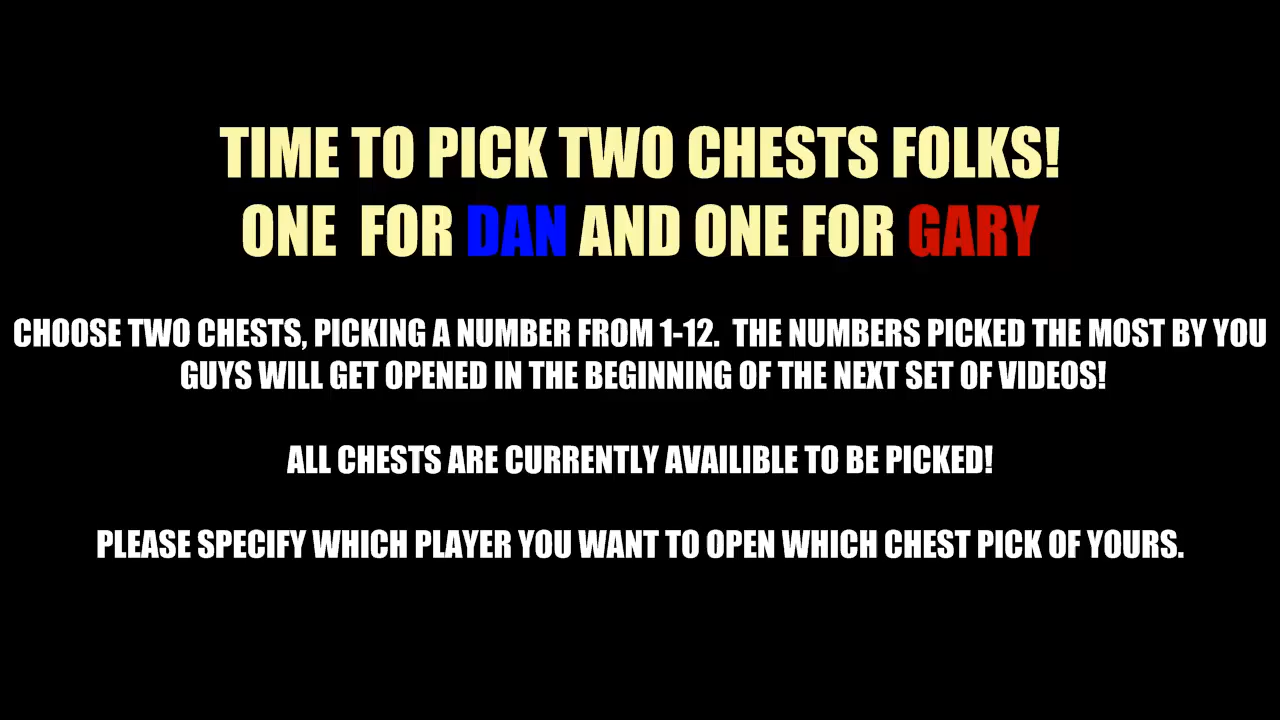 TIME TO PICK TWO CHESTS FOLKS!
ONE FOR DAN AND ONE FOR GARY
CHOOSE TWO CHESTS, PICKING A NUMBER FROM 1-12. THE NUMBERS PICKED THE MOST BY YOU
GUYS WILL GET OPENED IN THE BEGINNING OF THE NEXT SET OF VIDEOS!
ALL CHESTS ARE CURRENTLY AVAILIBLE TO BE PICKED!
PLEASE SPECIFY WHICH PLAYER YOU WANT TO OPEN WHICH CHEST PICK OF YOURS.